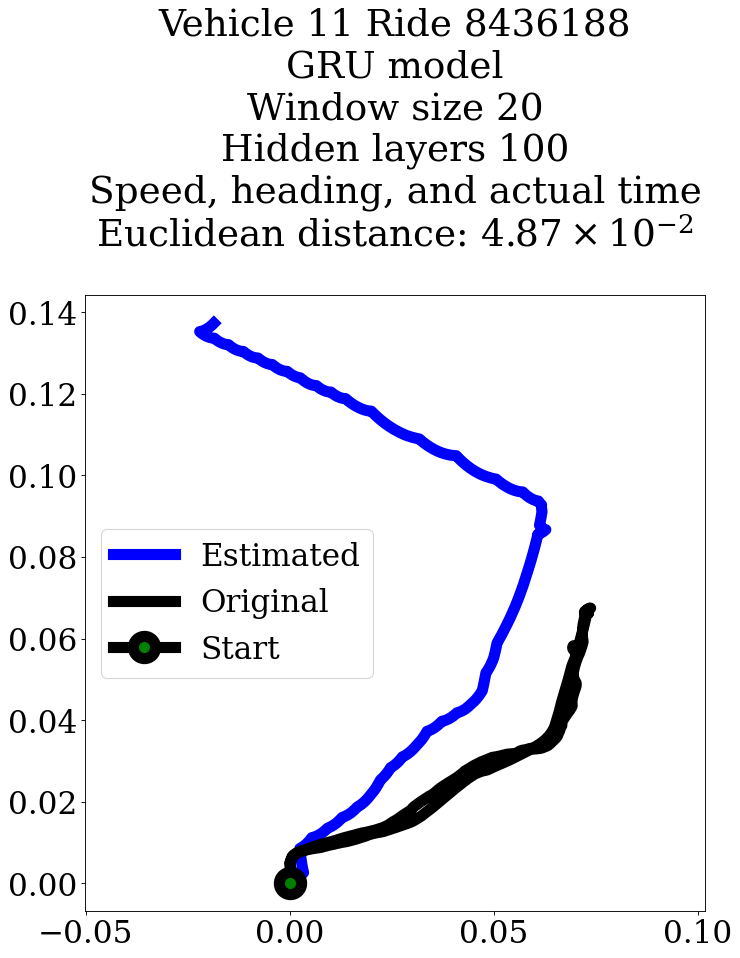 Vehicle 11 Ride 8436188
GRU model
Window size 20
Hidden layers 100
Speed, heading, and actual time
Euclidean distance: 4.87 × 10⁻²
0.14
0.12
0.10
0.08
0.06
0.04
0.02
0.00
Estimated
Original
Start
−0.05 0.00 0.05 0.10